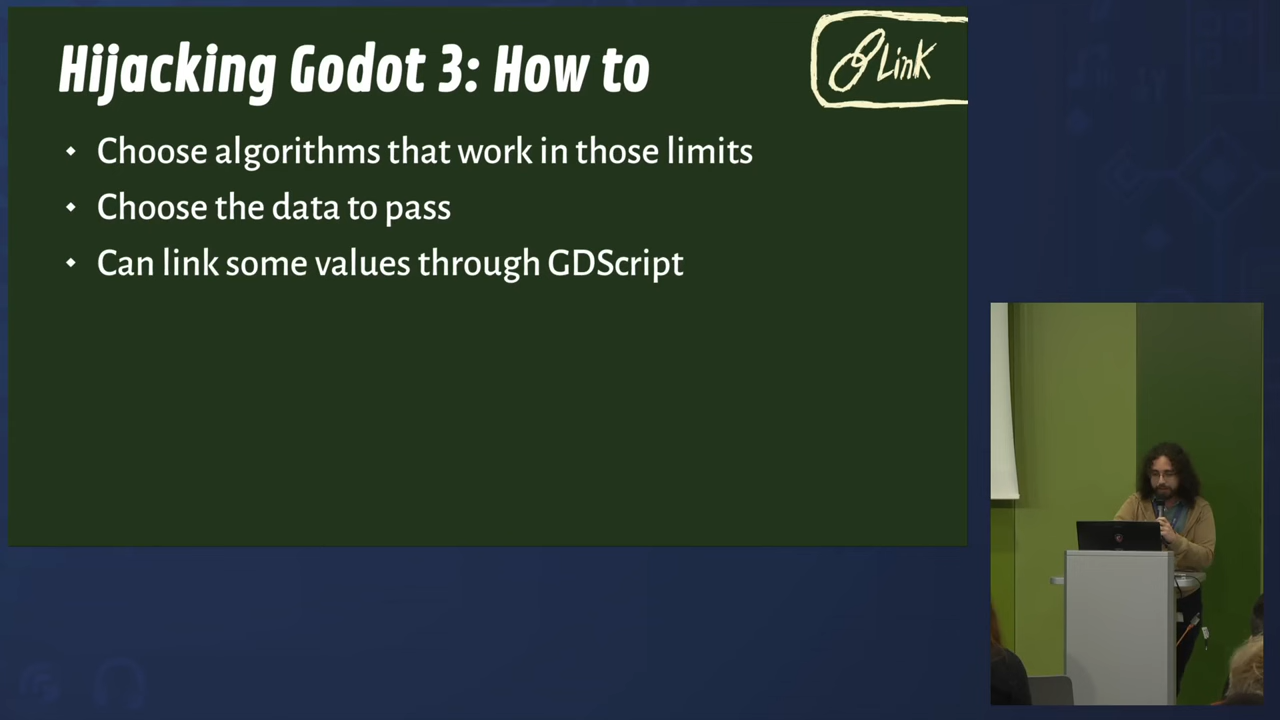 Hijacking Godot 3: How to
Link
Choose algorithms that work in those limits
Choose the data to pass
Can link some values through GDScript